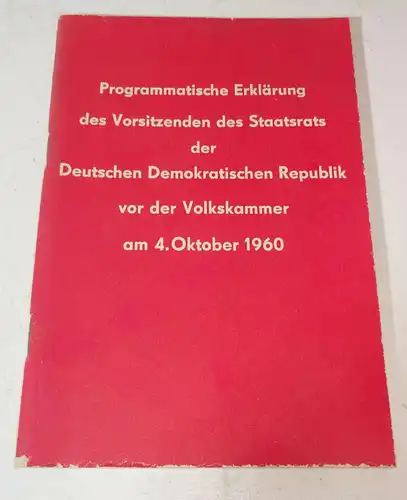 Programmatische Erklärung
des Vorsitzenden des Staatsrats
der
Deutschen Demokratischen Republik
vor der Volkskammer
am 4. Oktober 1960